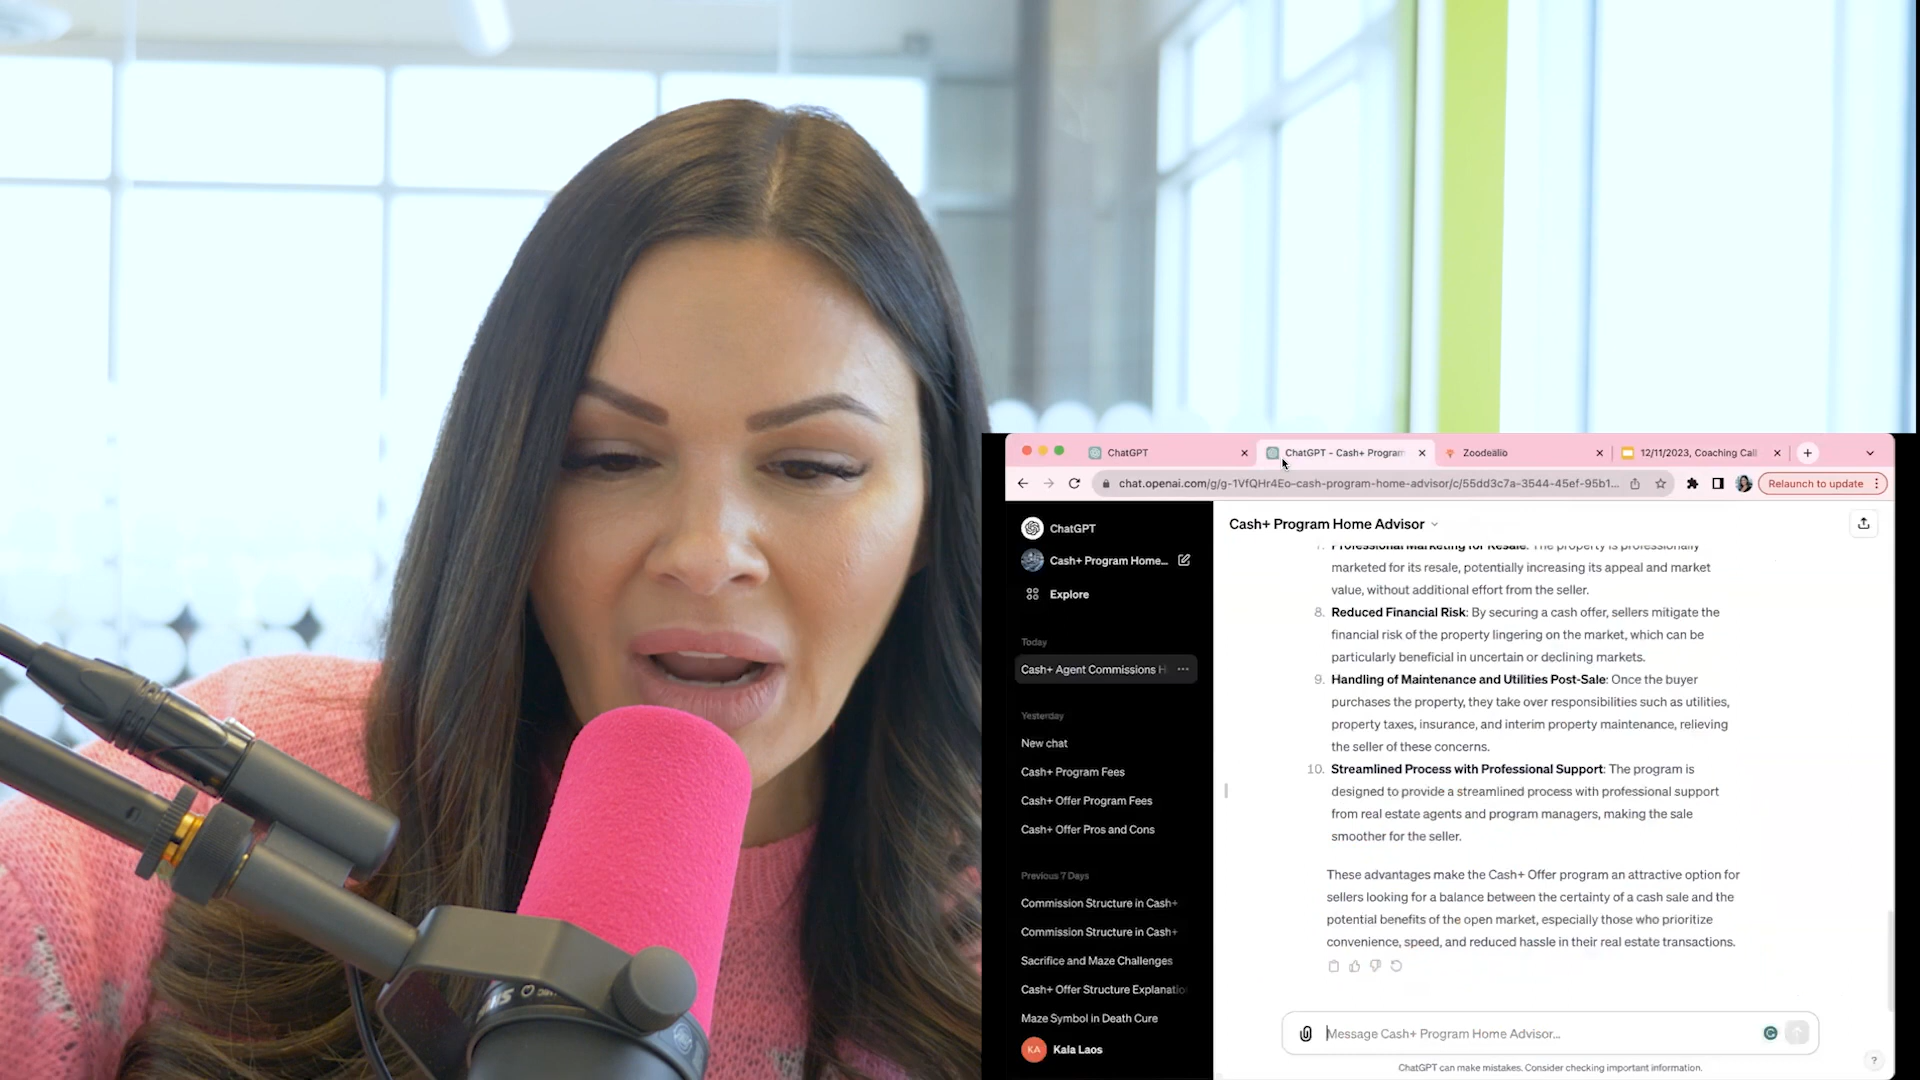 ChatGPT
ChatGPT - Cash+ Program
Zoodealio
12/11/2023, Coaching Call
chat.openai.com/g/g-1VfQHr4Eo-cash-program-home-advisor/c/55dd3c7a-3544-45ef-95b1...
Relaunch to update
ChatGPT
Cash+ Program Home...
Explore
Today
Cash+ Agent Commissions
Yesterday
New chat
Cash+ Program Fees
Cash+ Offer Program Fees
Cash+ Offer Pros and Cons
Previous 7 Days
Commission Structure in Cash+
Commission Structure in Cash+
Sacrifice and Maze Challenges
Cash+ Offer Structure Explanatio
Maze Symbol in Death Cure
KA Kala Laos
Cash+ Program Home Advisor
7. Professional Marketing for Resale: The property is professionally
marketed for its resale, potentially increasing its appeal and market
value, without additional effort from the seller.
8. Reduced Financial Risk: By securing a cash offer, sellers mitigate the
financial risk of the property lingering on the market, which can be
particularly beneficial in uncertain or declining markets.
9. Handling of Maintenance and Utilities Post-Sale: Once the buyer
purchases the property, they take over responsibilities such as utilities,
property taxes, insurance, and interim property maintenance, relieving
the seller of these concerns.
10. Streamlined Process with Professional Support: The program is
designed to provide a streamlined process with professional support
from real estate agents and program managers, making the sale
smoother for the seller.
These advantages make the Cash+ Offer program an attractive option for
sellers looking for a balance between the certainty of a cash sale and the
potential benefits of the open market, especially those who prioritize
convenience, speed, and reduced hassle in their real estate transactions.
Message Cash+ Program Home Advisor...
ChatGPT can make mistakes. Consider checking important information.
?